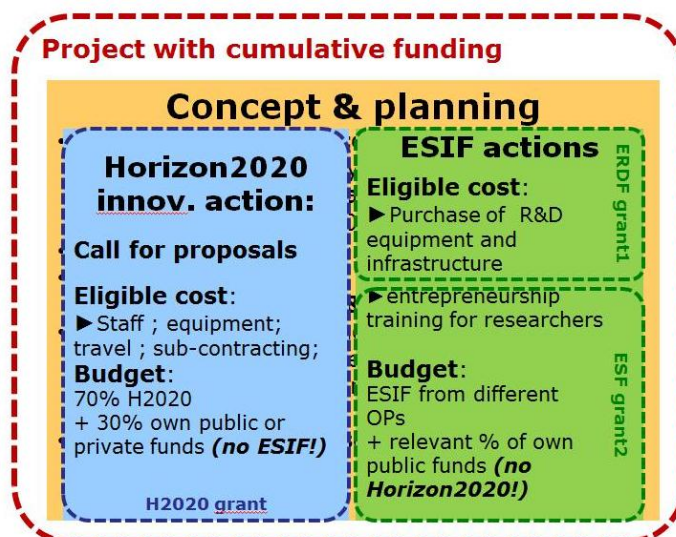 Project with cumulative funding
Concept & planning
Horizon2020
innov. action:
Call for proposals
Eligible cost:
►Staff ; equipment;
travel ; sub-contracting;
Budget:
70% H2020
+ 30% own public or
private funds (no ESIF!)
H2020 grant
ESIF actions
Eligible cost:
►Purchase of R&D
equipment and
infrastructure
ERDF grant1
►entrepreneurship
training for researchers
Budget:
ESIF from different
OPs
+ relevant % of own
public funds (no
Horizon2020!)
ESF grant2